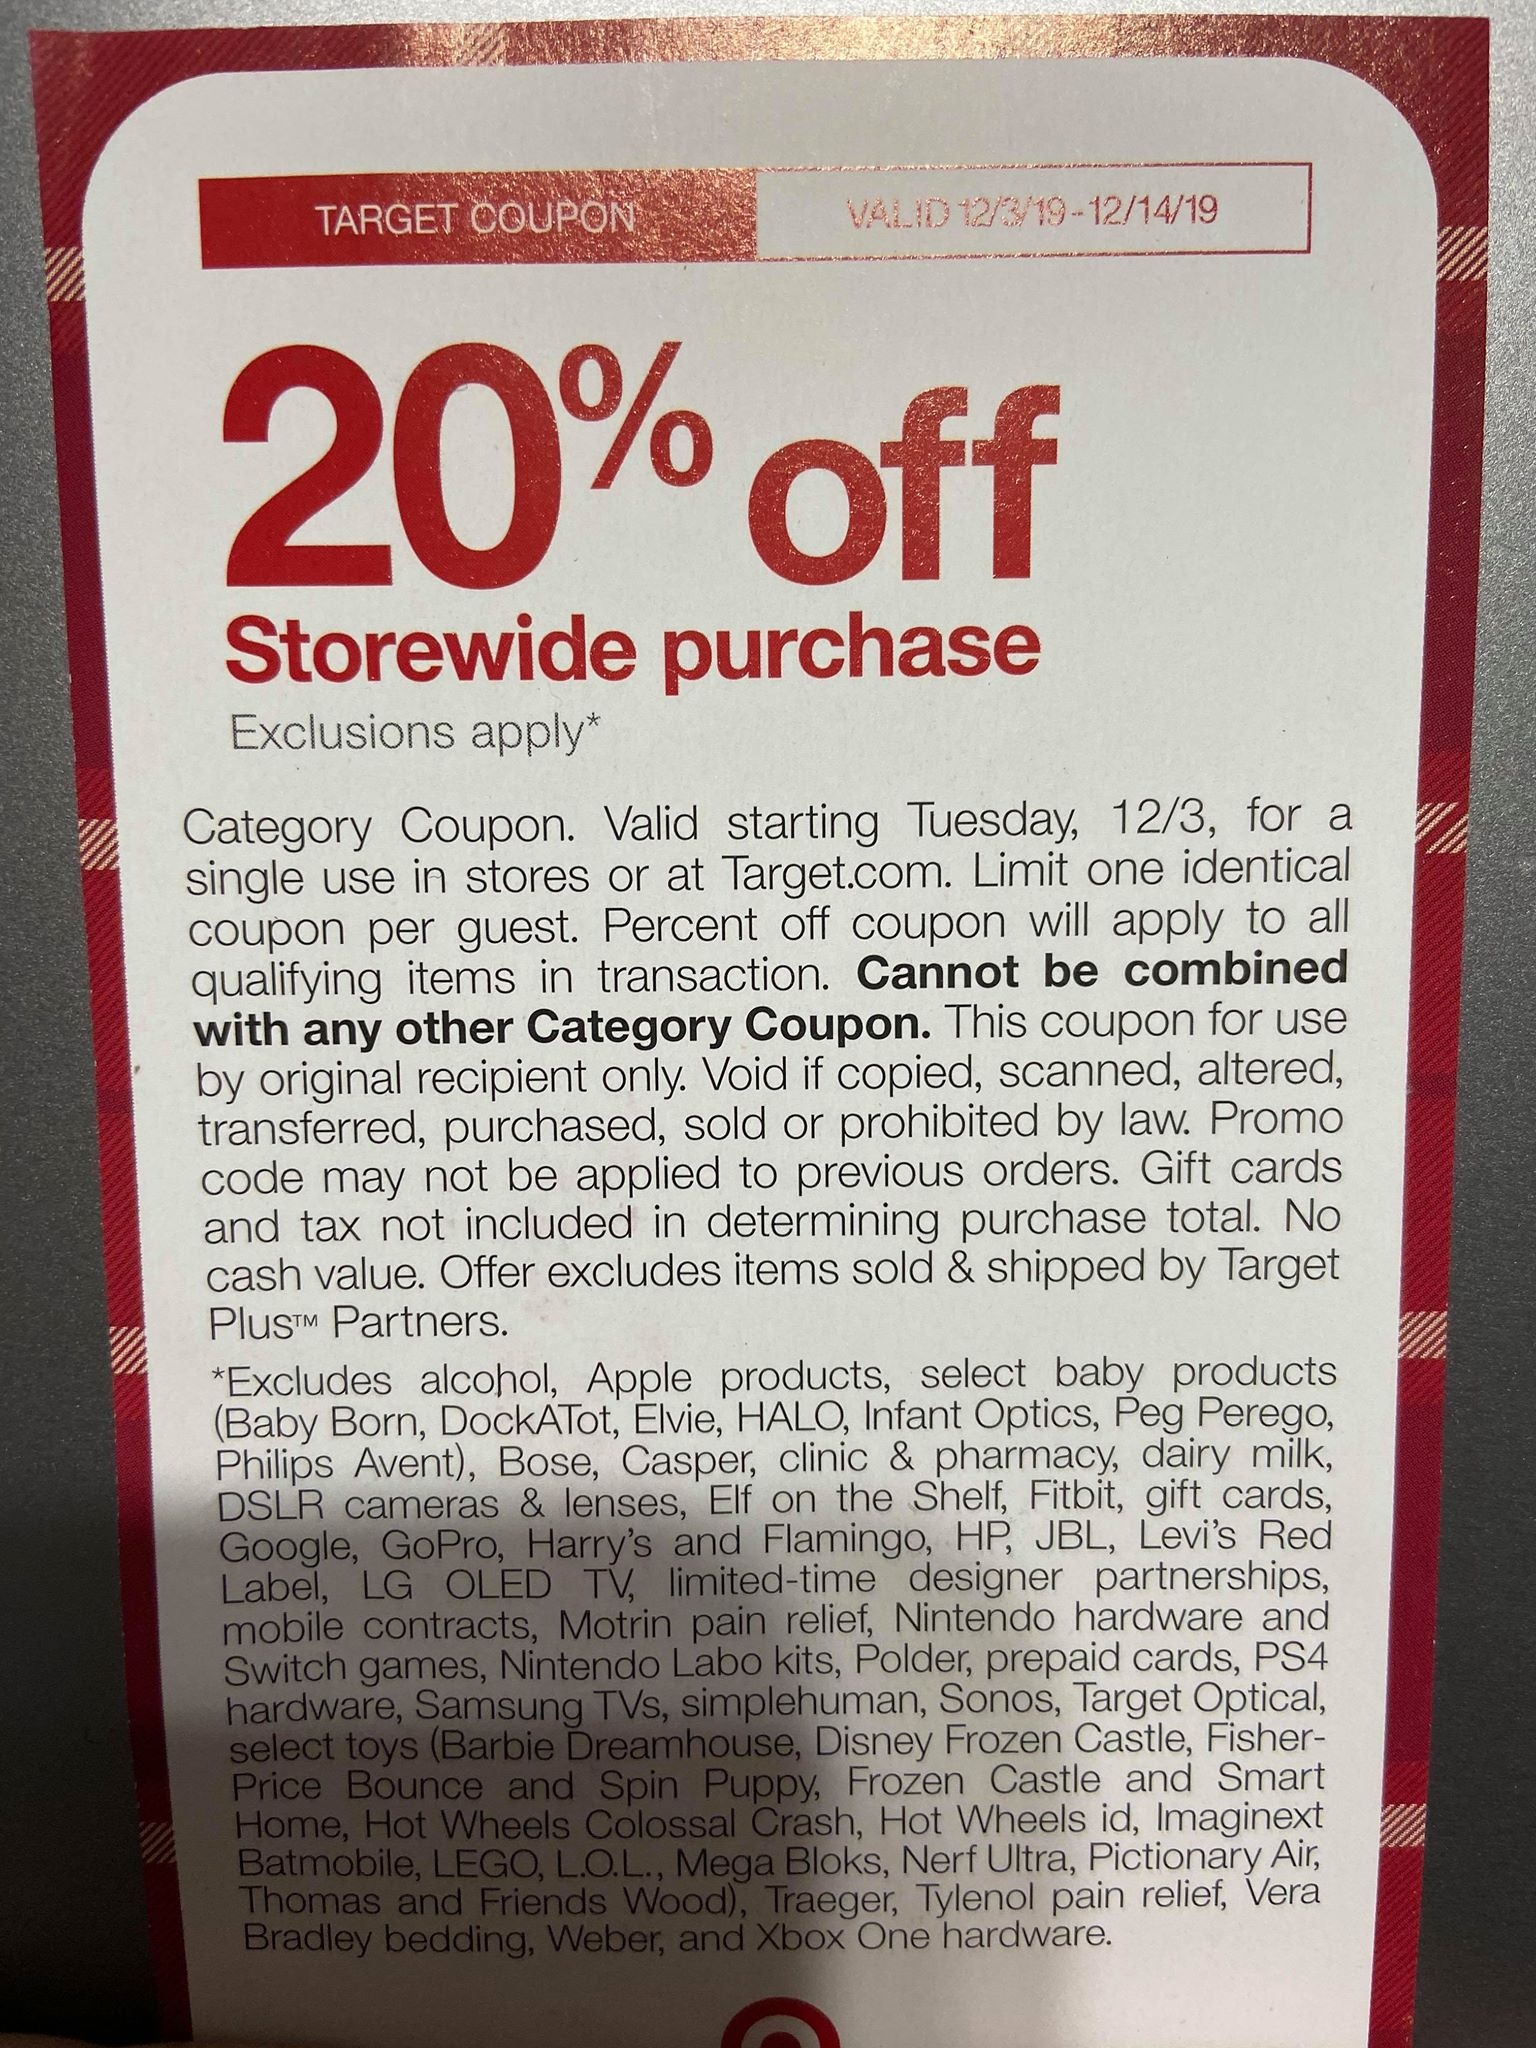 TARGET COUPON
VALID 12/3/19-12/14/19
20% off
Storewide purchase
Exclusions apply*
Category Coupon. Valid starting Tuesday, 12/3, for a
single use in stores or at Target.com. Limit one identical
coupon per guest. Percent off coupon will apply to all
qualifying items in transaction. Cannot be combined
with any other Category Coupon. This coupon for use
by original recipient only. Void if copied, scanned, altered,
transferred, purchased, sold or prohibited by law. Promo
code may not be applied to previous orders. Gift cards
and tax not included in determining purchase total. No
cash value. Offer excludes items sold & shipped by Target
Plus™ Partners.
*Excludes alcohol, Apple products, select baby products
(Baby Born, DockATot, Elvie, HALO, Infant Optics, Peg Perego,
Philips Avent), Bose, Casper, clinic & pharmacy, dairy milk,
DSLR cameras & lenses, Elf on the Shelf, Fitbit, gift cards,
Google, GoPro, Harry's and Flamingo, HP, JBL, Levi's Red
Label, LG OLED TV, limited-time designer partnerships,
mobile contracts, Motrin pain relief, Nintendo hardware and
Switch games, Nintendo Labo kits, Polder, prepaid cards, PS4
hardware, Samsung TVs, simplehuman, Sonos, Target Optical,
select toys (Barbie Dreamhouse, Disney Frozen Castle, Fisher-
Price Bounce and Spin Puppy, Frozen Castle and Smart
Home, Hot Wheels Colossal Crash, Hot Wheels id, Imaginext
Batmobile, LEGO, L.O.L., Mega Bloks, Nerf Ultra, Pictionary Air,
Thomas and Friends Wood), Traeger, Tylenol pain relief, Vera
Bradley bedding, Weber, and Xbox One hardware.